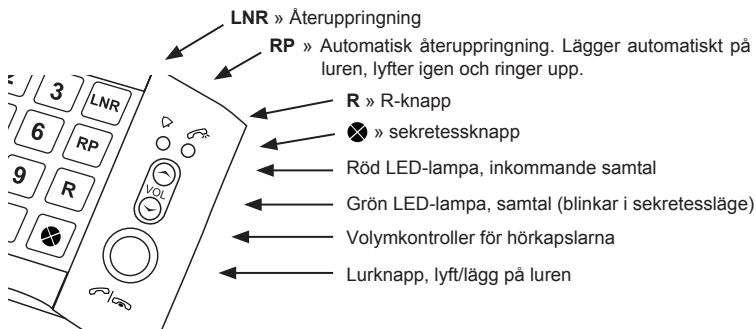 LNR » Återuppringning
RP » Automatisk återuppringning. Lägger automatiskt på
luren, lyfter igen och ringer upp.
R » R-knapp
» sekretessknapp
Röd LED-lampa, inkommande samtal
Grön LED-lampa, samtal (blinkar i sekretessläge)
Volymkontroller för hörkapslarna
Lurknapp, lyft/lägg på luren
3 LNR
6 RP
9 R
VOL